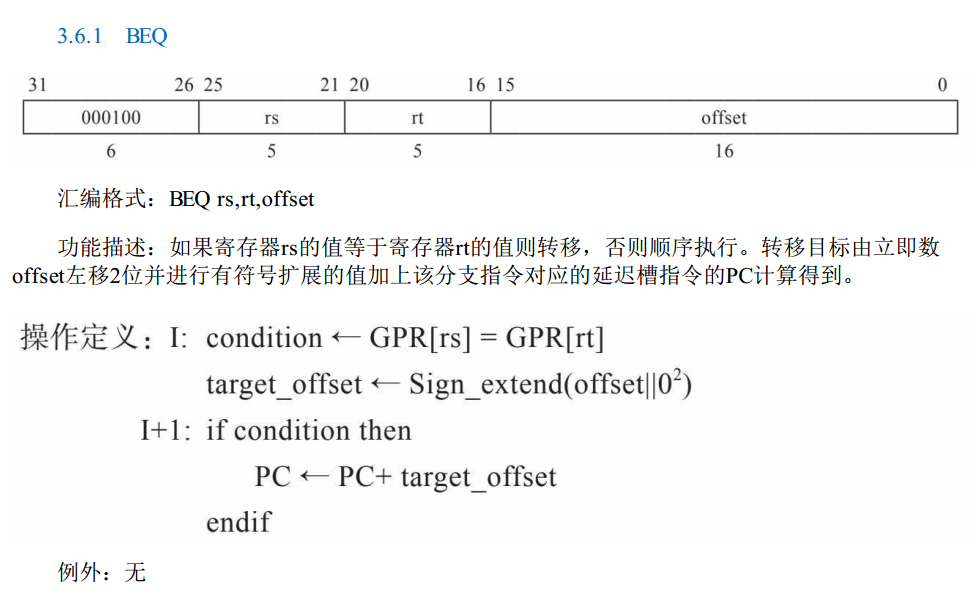 3.6.1 BEQ
31 26 25 21 20 16 15 0
000100 rs rt offset
6 5 5 16
汇编格式：BEQ rs,rt,offset
功能描述：如果寄存器rs的值等于寄存器rt的值则转移，否则顺序执行。转移目标由立即数
offset左移2位并进行有符号扩展的值加上该分支指令对应的延迟槽指令的PC计算得到。
操作定义：I: condition ← GPR[rs] = GPR[rt]
target_offset ← Sign_extend(offset||0²)
I+1: if condition then
PC ← PC+ target_offset
endif
例外：无